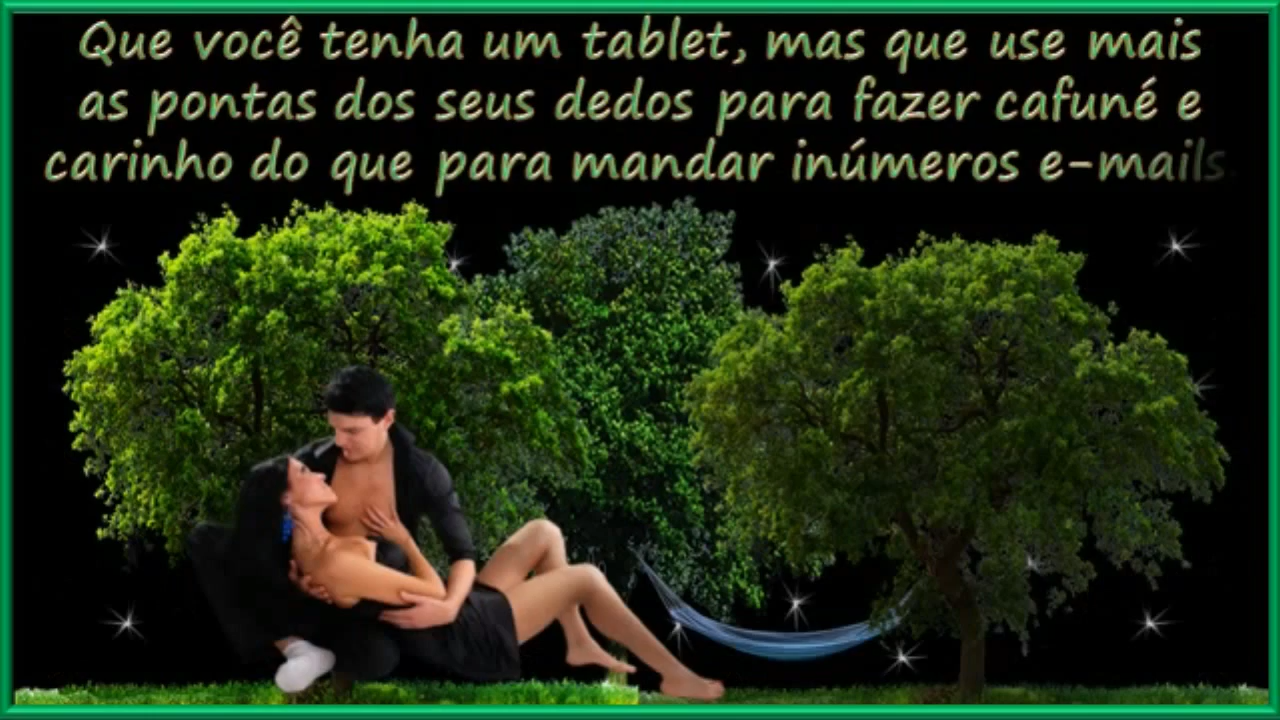 Que você tenha um tablet, mas que use mais
as pontas dos seus dedos para fazer cafuné e
carinho do que para mandar inúmeros e-mails.